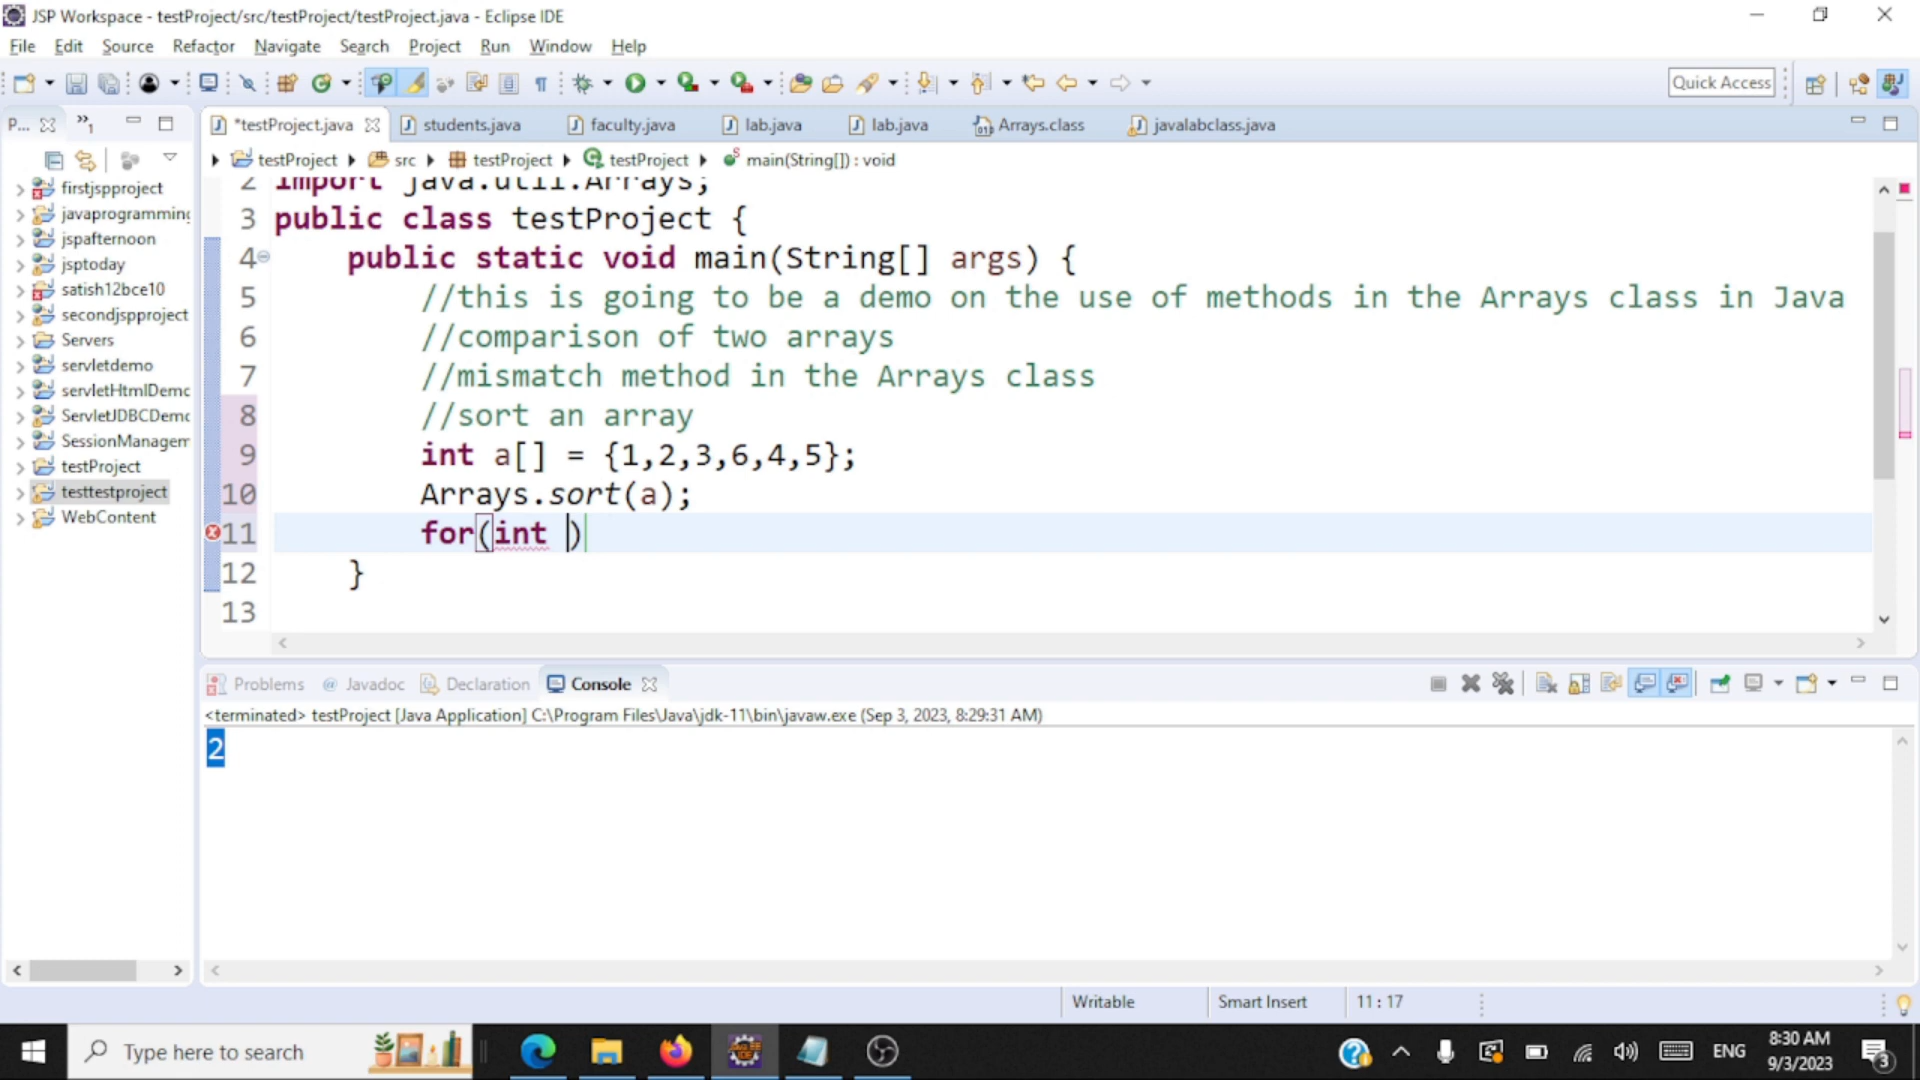 JSP Workspace - testProject/src/testProject/testProject.java - Eclipse IDE
File Edit Source Refactor Navigate Search Project Run Window Help
Quick Access
P... »1 *testProject.java students.java faculty.java lab.java lab.java Arrays.class javalabclass.java
testProject src testProject testProject main(String[]) : void
firstjspproject
javaprogramming
jspafternoon
jsptoday
satish12bce10
secondjspproject
Servers
servletdemo
servletHtmlDemo
ServletJDBCDemo
SessionManagem
testProject
testtestproject
WebContent
2 import java.util.Arrays;
3 public class testProject {
4 public static void main(String[] args) {
5 //this is going to be a demo on the use of methods in the Arrays class in Java
6 //comparison of two arrays
7 //mismatch method in the Arrays class
8 //sort an array
9 int a[] = {1,2,3,6,4,5};
10 Arrays.sort(a);
11 for(int )
12 }
13
Problems @ Javadoc Declaration Console
<terminated> testProject [Java Application] C:\Program Files\Java\jdk-11\bin\javaw.exe (Sep 3, 2023, 8:29:31 AM)
2
Writable Smart Insert 11 : 17
Type here to search
ENG
8:30 AM
9/3/2023
3